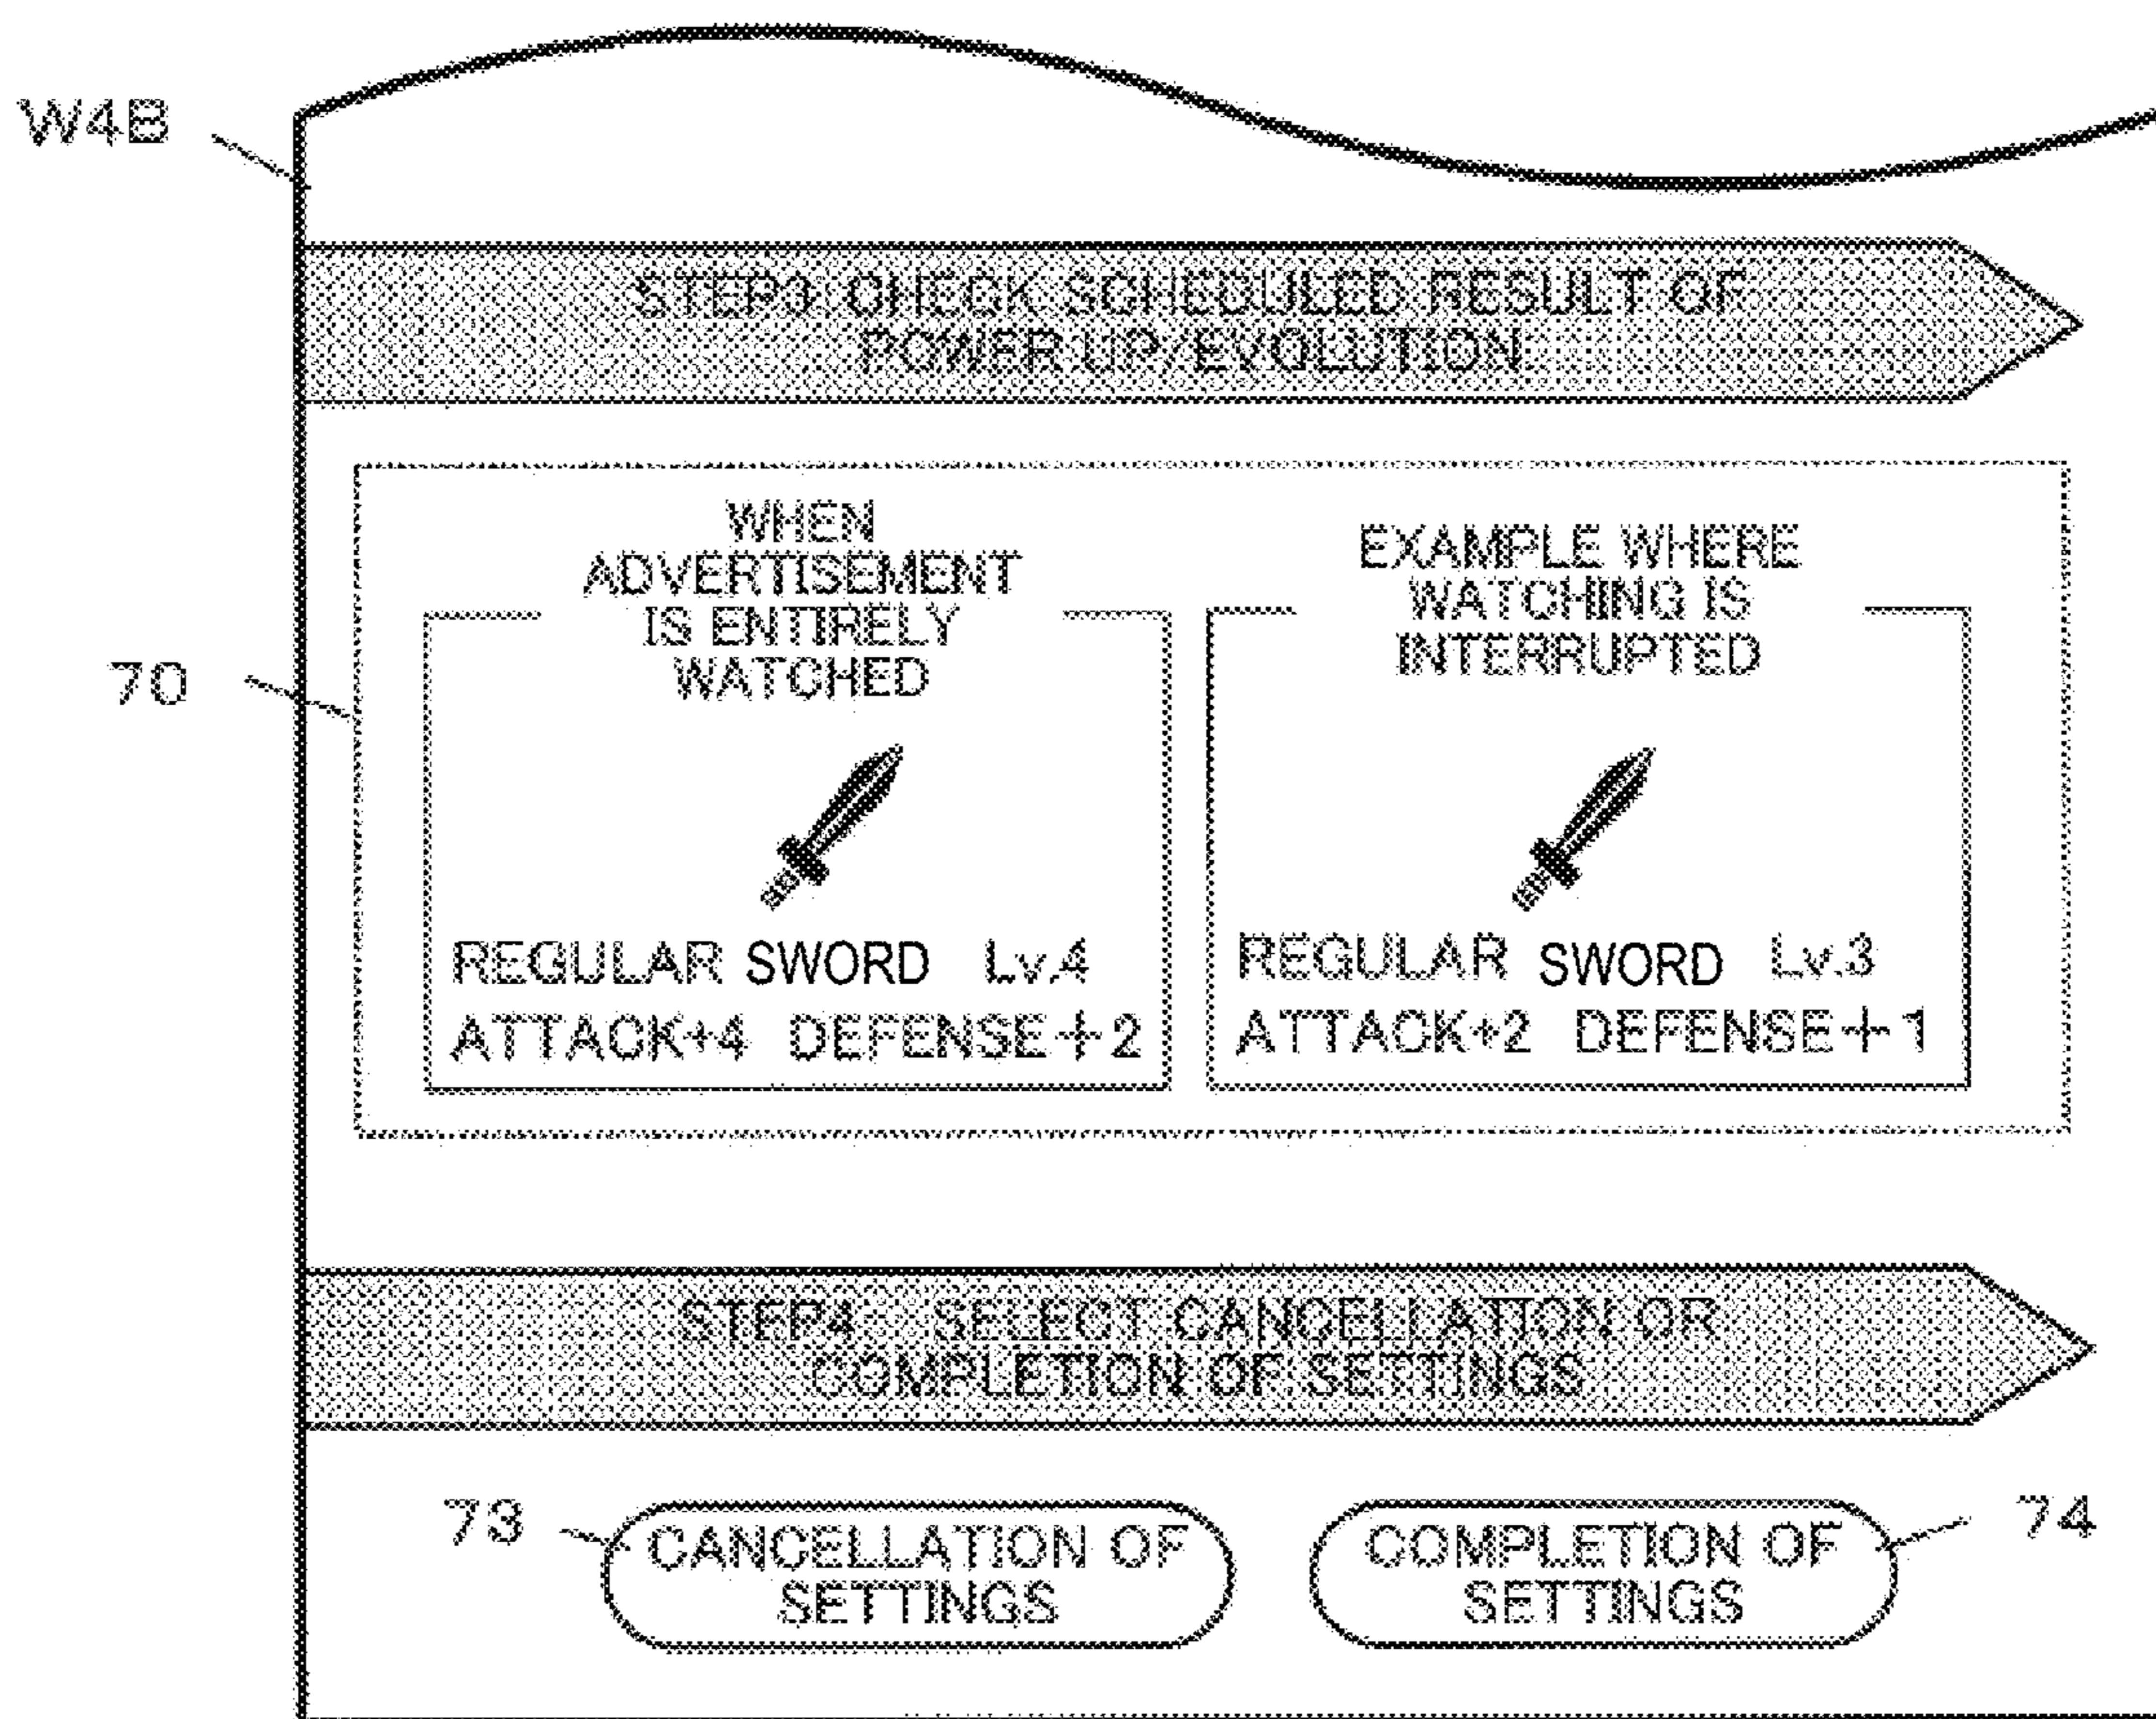 W4B
STEP3 CHECK SCHEDULED RESULT OF
POWER UP/EVOLUTION
70
WHEN
ADVERTISEMENT
IS ENTIRELY
WATCHED
REGULAR SWORD Lv.4
ATTACK+4 DEFENSE+2
EXAMPLE WHERE
WATCHING IS
INTERRUPTED
REGULAR SWORD Lv.3
ATTACK+2 DEFENSE+1
STEP4 SELECT CANCELLATION OR
COMPLETION OF SETTINGS
73
CANCELLATION OF
SETTINGS
COMPLETION OF
SETTINGS
74